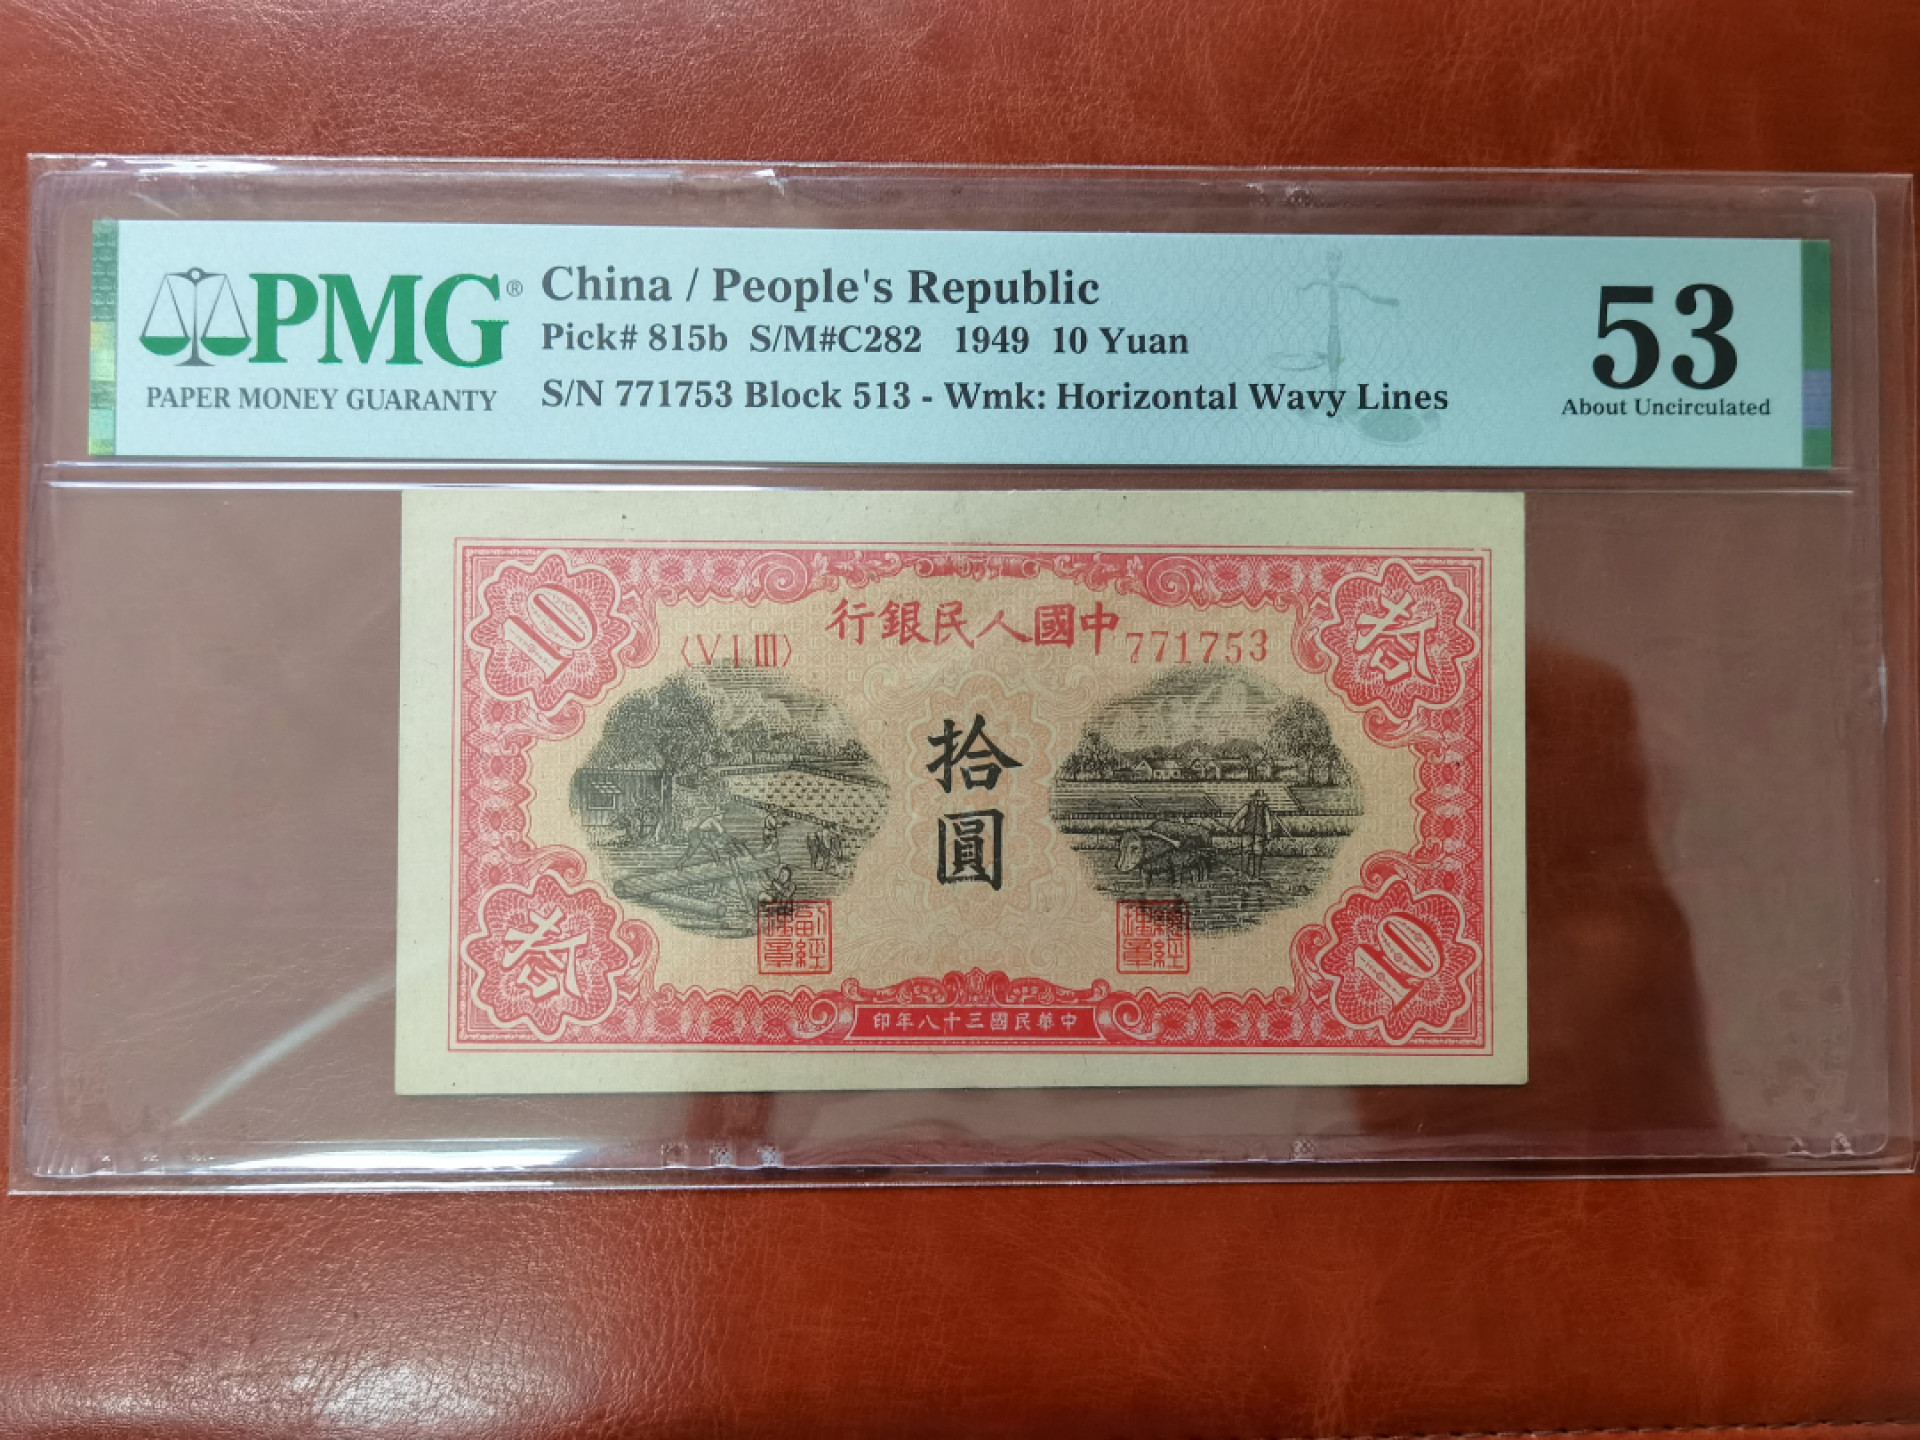 PMG®
PAPER MONEY GUARANTY
China / People's Republic
Pick# 815b S/M#C282 1949 10 Yuan
S/N 771753 Block 513 - Wmk: Horizontal Wavy Lines
53
About Uncirculated
行銀民人國中
10
〈V I III〉
771753
拾
拾
圓
拾
10
印年八十三國民華中